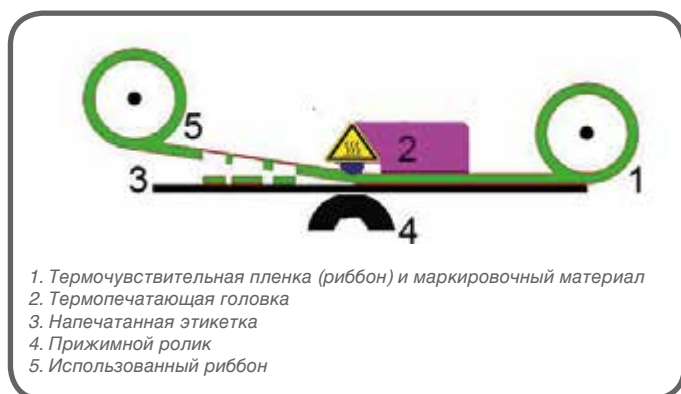 5
2
3
1
4
1. Термочувствительная пленка (риббон) и маркировочный материал
2. Термопечатающая головка
3. Напечатанная этикетка
4. Прижимной ролик
5. Использованный риббон